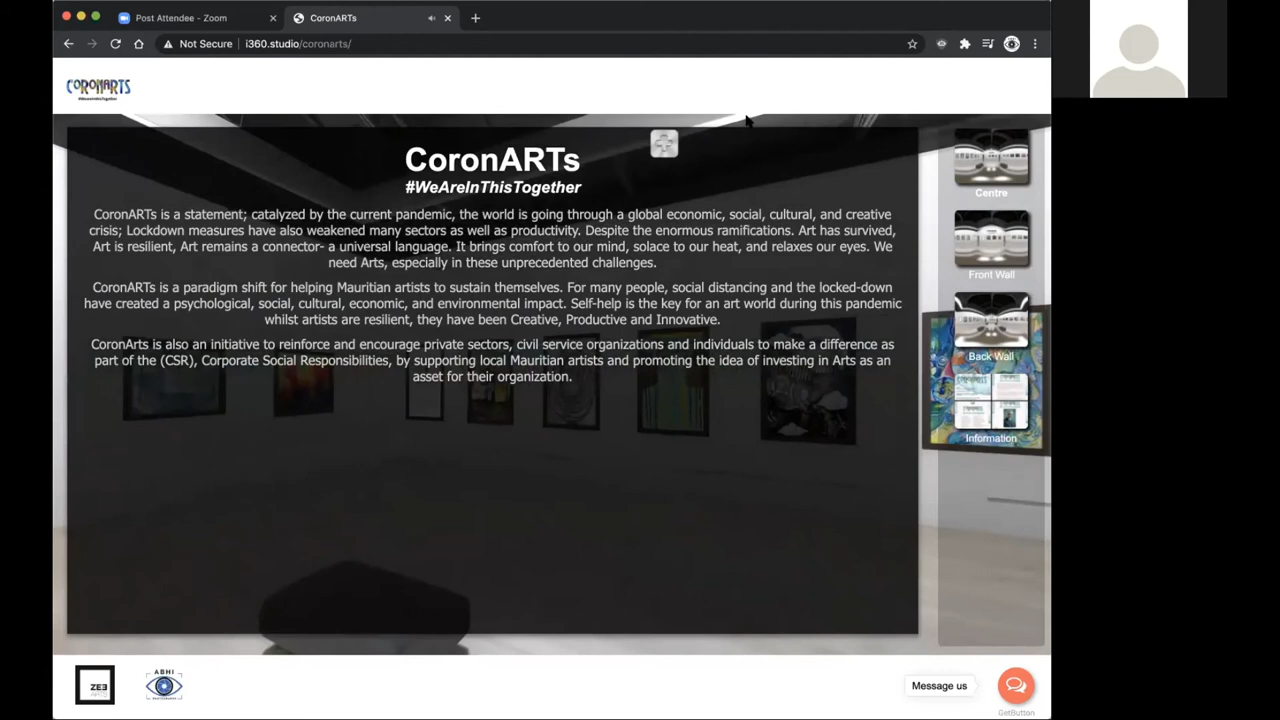 Post Attendee - Zoom
CoronARTs
Not Secure
i360.studio/coronarts/
CORONARTS
#WeAreInThisTogether
CoronARTs
#WeAreInThisTogether
CoronARTs is a statement; catalyzed by the current pandemic, the world is going through a global economic, social, cultural, and creative
crisis; Lockdown measures have also weakened many sectors as well as productivity. Despite the enormous ramifications. Art has survived,
Art is resilient, Art remains a connector- a universal language. It brings comfort to our mind, solace to our heat, and relaxes our eyes. We
need Arts, especially in these unprecedented challenges.
CoronARTs is a paradigm shift for helping Mauritian artists to sustain themselves. For many people, social distancing and the locked-down
have created a psychological, social, cultural, economic, and environmental impact. Self-help is the key for an art world during this pandemic
whilst artists are resilient, they have been Creative, Productive and Innovative.
CoronArts is also an initiative to reinforce and encourage private sectors, civil service organizations and individuals to make a difference as
part of the (CSR), Corporate Social Responsibilities, by supporting local Mauritian artists and promoting the idea of investing in Arts as an
asset for their organization.
Centre
Front Wall
Back Wall
Information
ZEE
ARTS
ABHI
Message us
GetButton